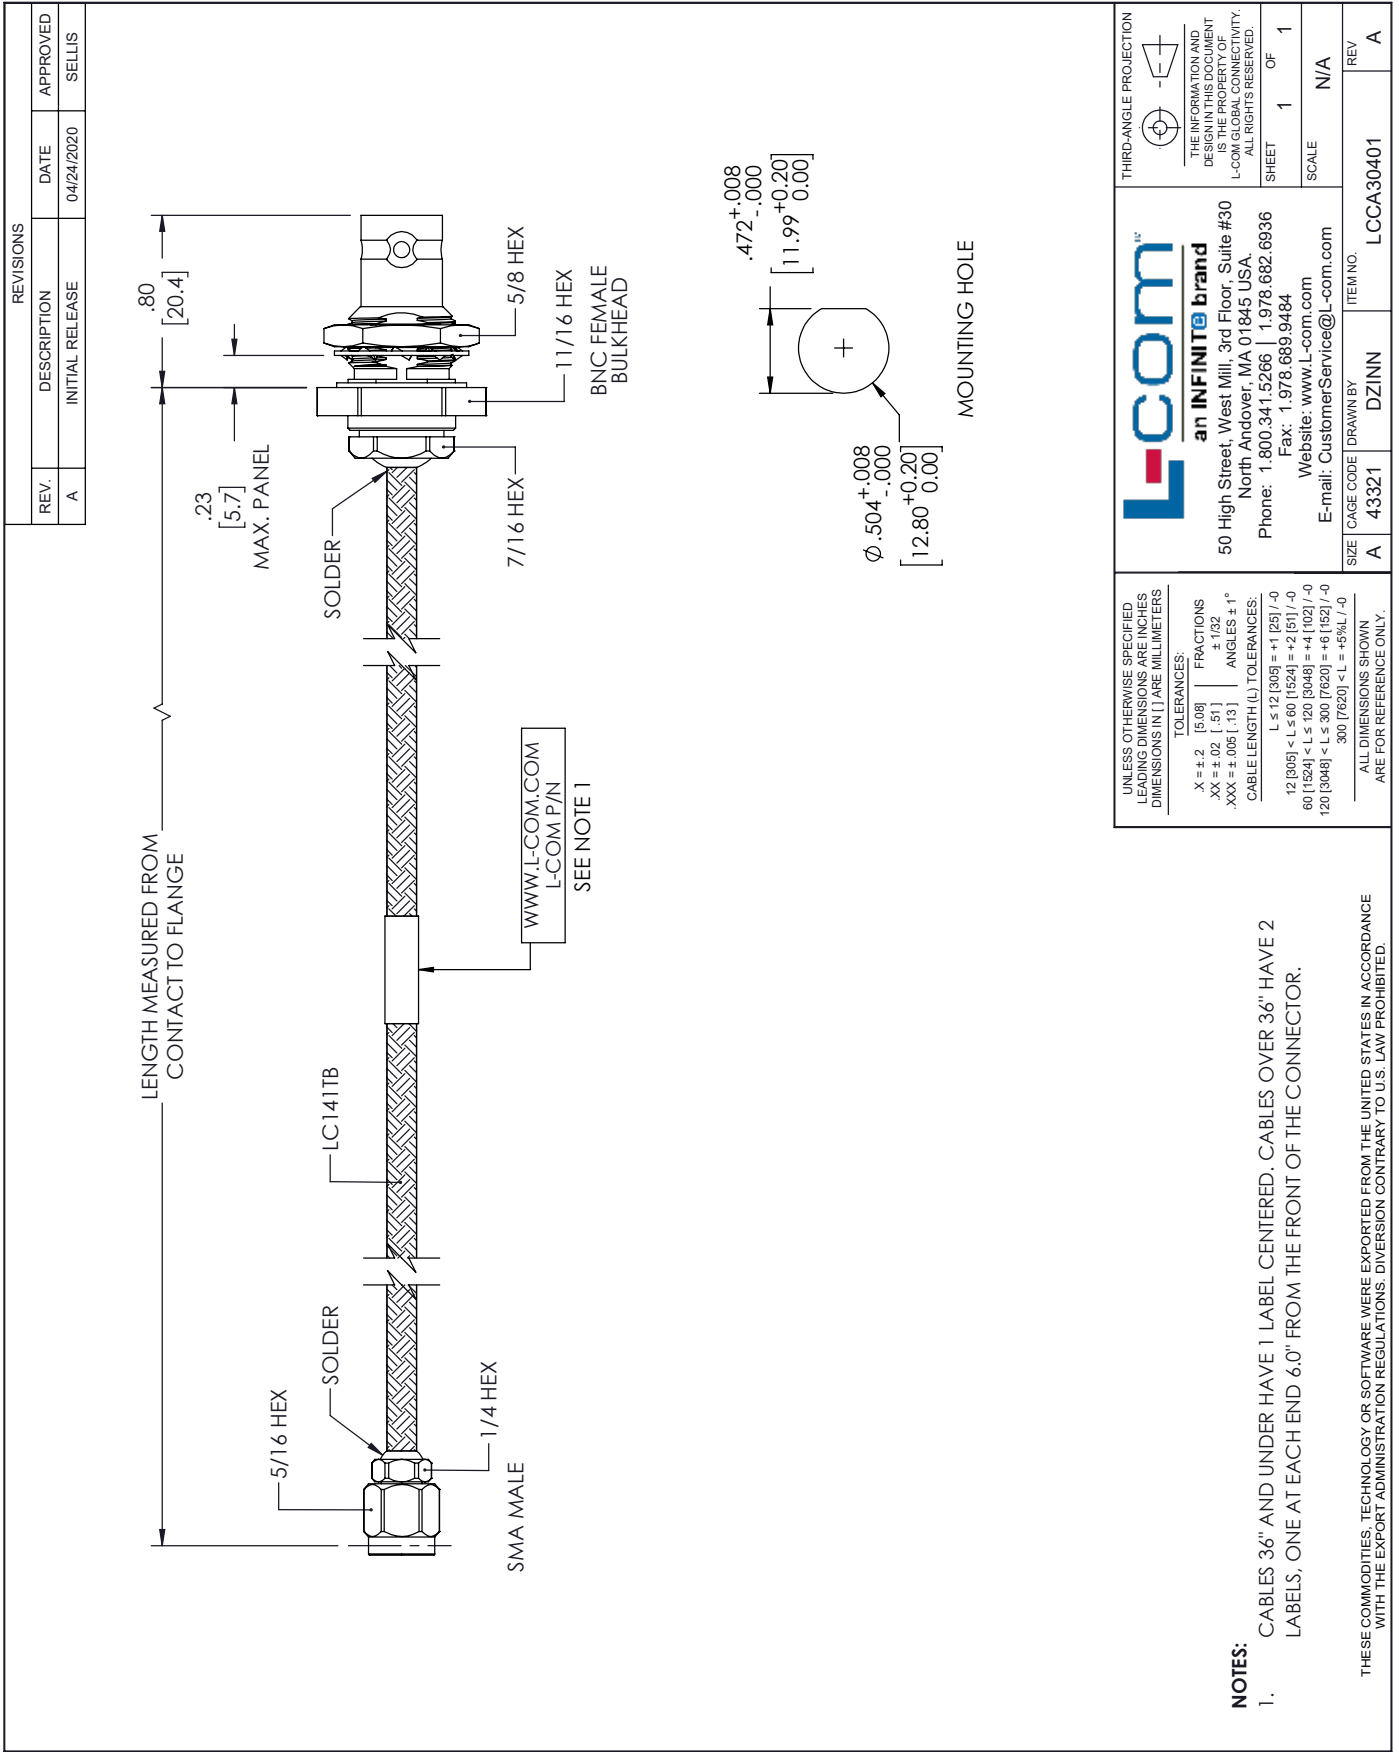 REVISIONS
REV. DESCRIPTION DATE APPROVED
A INITIAL RELEASE 04/24/2020 SELLIS
LENGTH MEASURED FROM
CONTACT TO FLANGE
.80
[20.4]
.23
[5.7]
MAX. PANEL
5/16 HEX
SOLDER
LC141TB
SOLDER
1/4 HEX
SMA MALE
WWW.L-COM.COM
L-COM P/N
SEE NOTE 1
7/16 HEX
5/8 HEX
11/16 HEX
BNC FEMALE
BULKHEAD
.472 +.008
-.000
[11.99 +0.20
0.00]
Ø .504 +.008
-.000
[12.80 +0.20
0.00]
MOUNTING HOLE
NOTES:
1. CABLES 36" AND UNDER HAVE 1 LABEL CENTERED. CABLES OVER 36" HAVE 2
LABELS, ONE AT EACH END 6.0" FROM THE FRONT OF THE CONNECTOR.
THESE COMMODITIES, TECHNOLOGY OR SOFTWARE WERE EXPORTED FROM THE UNITED STATES IN ACCORDANCE
WITH THE EXPORT ADMINISTRATION REGULATIONS. DIVERSION CONTRARY TO U.S. LAW PROHIBITED.
UNLESS OTHERWISE SPECIFIED
LEADING DIMENSIONS ARE INCHES
DIMENSIONS IN [ ] ARE MILLIMETERS
TOLERANCES:
.X = ± .2 [5.08] FRACTIONS
.XX = ± .02 [ .51 ] ± 1/32
.XXX = ± .005 [ .13 ] ANGLES ± 1°
CABLE LENGTH (L) TOLERANCES:
L ≤ 12 [305] = +1 [25] / -0
12 [305] < L ≤ 60 [1524] = +2 [51] / -0
60 [1524] < L ≤ 120 [3048] = +4 [102] / -0
120 [3048] < L ≤ 300 [7620] = +6 [152] / -0
300 [7620] < L = +5%L / -0
ALL DIMENSIONS SHOWN
ARE FOR REFERENCE ONLY.
L-com
an INFINIT@ brand
50 High Street, West Mill, 3rd Floor, Suite #30
North Andover, MA 01845 USA.
Phone: 1.800.341.5266 | 1.978.682.6936
Fax: 1.978.689.9484
Website: www.L-com.com
E-mail: CustomerService@L-com.com
THIRD-ANGLE PROJECTION
THE INFORMATION AND
DESIGN IN THIS DOCUMENT
IS THE PROPERTY OF
L-COM GLOBAL CONNECTIVITY.
ALL RIGHTS RESERVED.
SHEET 1 OF 1
SCALE N/A
SIZE A
CAGE CODE 43321
DRAWN BY DZINN
ITEM NO. LCCA30401
REV A